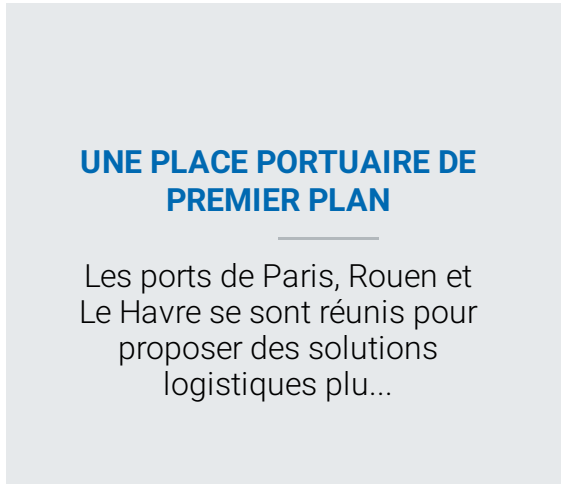 UNE PLACE PORTUAIRE DE
PREMIER PLAN
Les ports de Paris, Rouen et
Le Havre se sont réunis pour
proposer des solutions
logistiques plu...